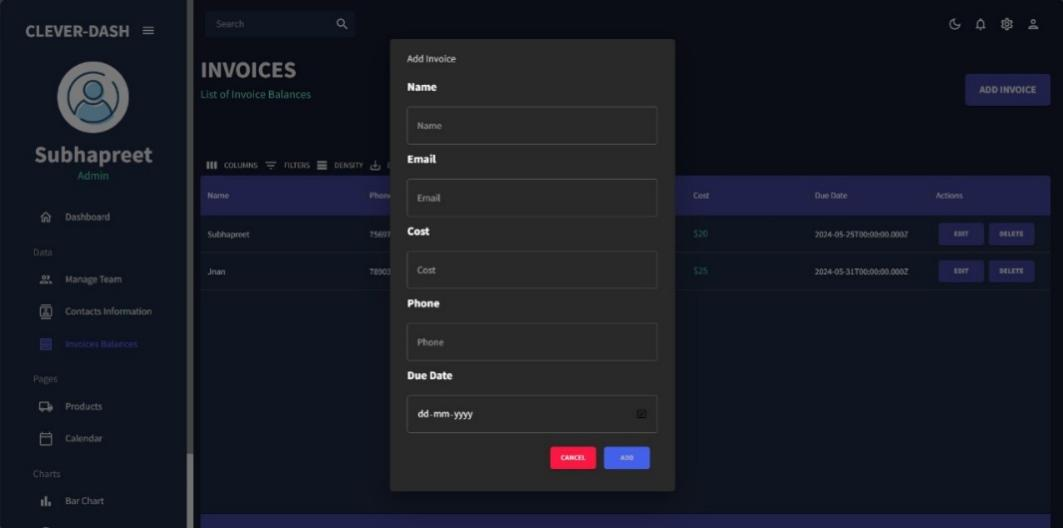 CLEVER-DASH
Search
INVOICES
List of Invoice Balances
ADD INVOICE
Subhapreet
Admin
Dashboard
Data
Manage Team
Contacts Information
Invoices Balances
Pages
Products
Calendar
Charts
Bar Chart
COLUMNS FILTERS DENSITY
Name Cost Due Date Actions
Subhapreet $20 2024-05-25T00:00:00.000Z EDIT DELETE
Jnan $25 2024-05-31T00:00:00.000Z EDIT DELETE
Add Invoice
Name
Name
Email
Email
Cost
Cost
Phone
Phone
Due Date
dd-mm-yyyy
CANCEL ADD